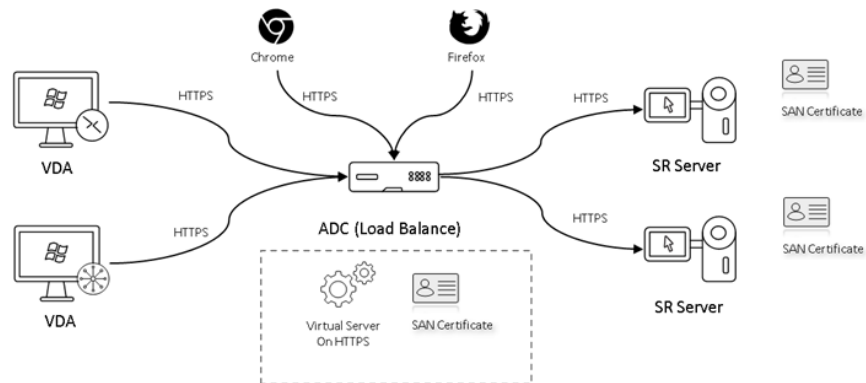 Chrome
Firefox
HTTPS
HTTPS
HTTPS
HTTPS
SAN Certificate
VDA
SR Server
HTTPS
HTTPS
ADC (Load Balance)
SAN Certificate
VDA
SR Server
Virtual Server
On HTTPS
SAN Certificate